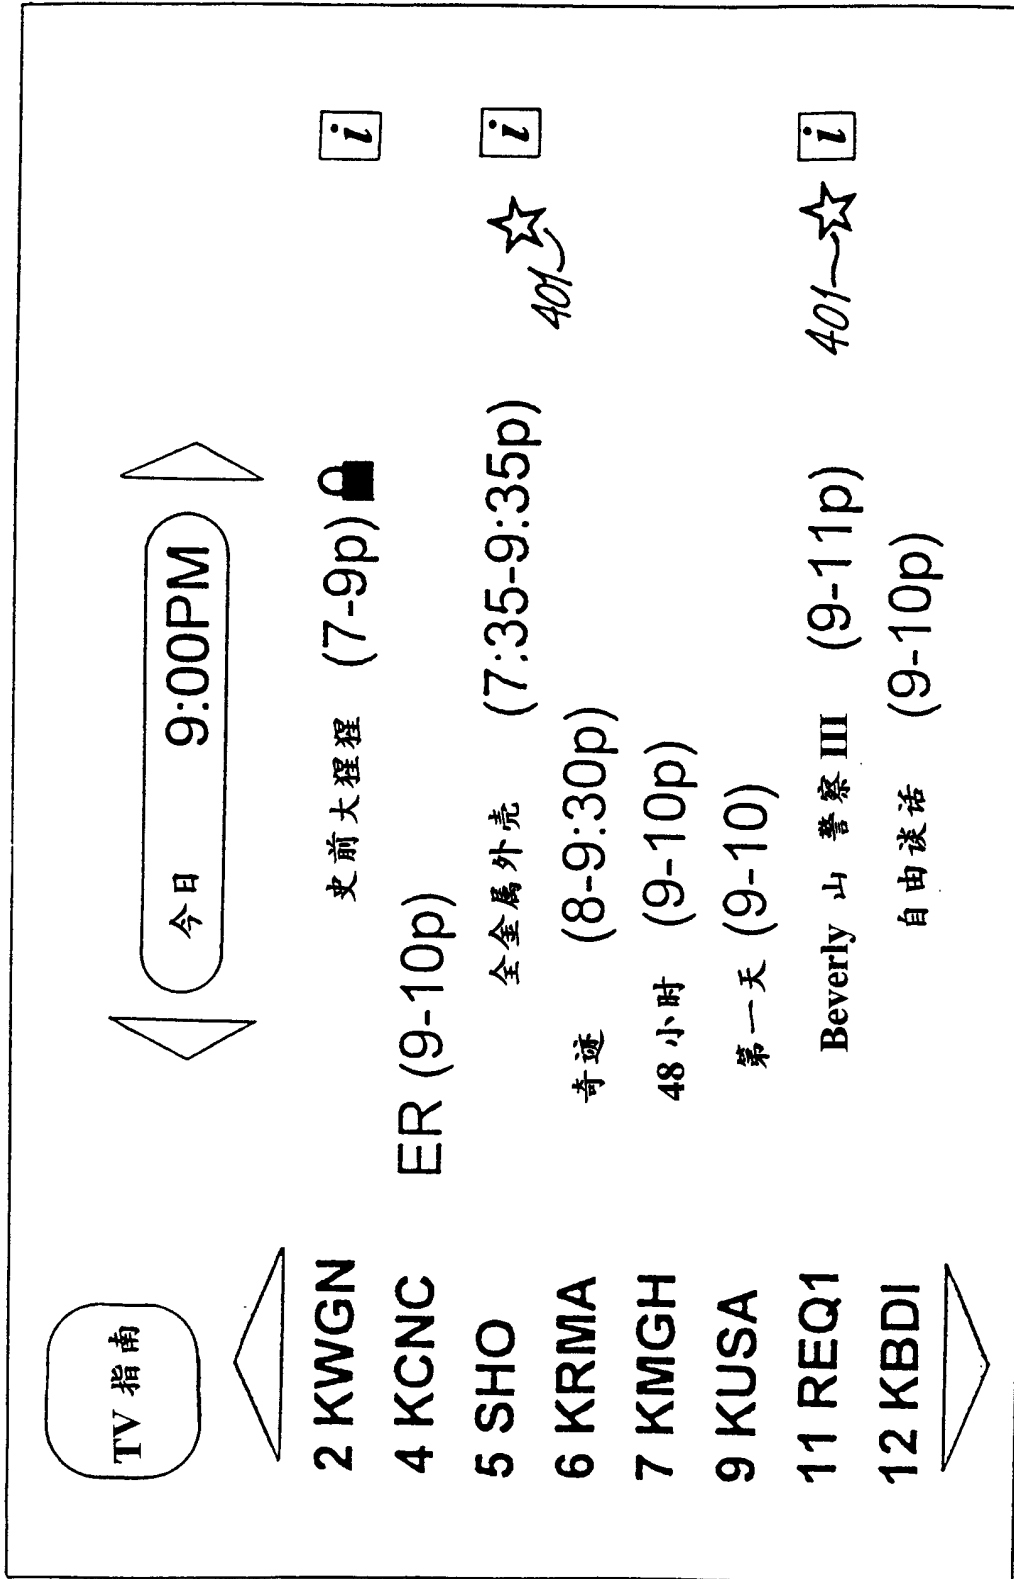 TV 指南
今日 9:00PM
2 KWGN 史前大猩猩 (7-9p) i
4 KCNC ER (9-10p)
5 SHO 全金属外壳 (7:35-9:35p) i
401
6 KRMA 奇迹 (8-9:30p)
7 KMGH 48 小时 (9-10p)
9 KUSA 第一天 (9-10)
11 REQ1 Beverly 山 警察 III (9-11p) 401 i
12 KBDI 自由谈话 (9-10p)